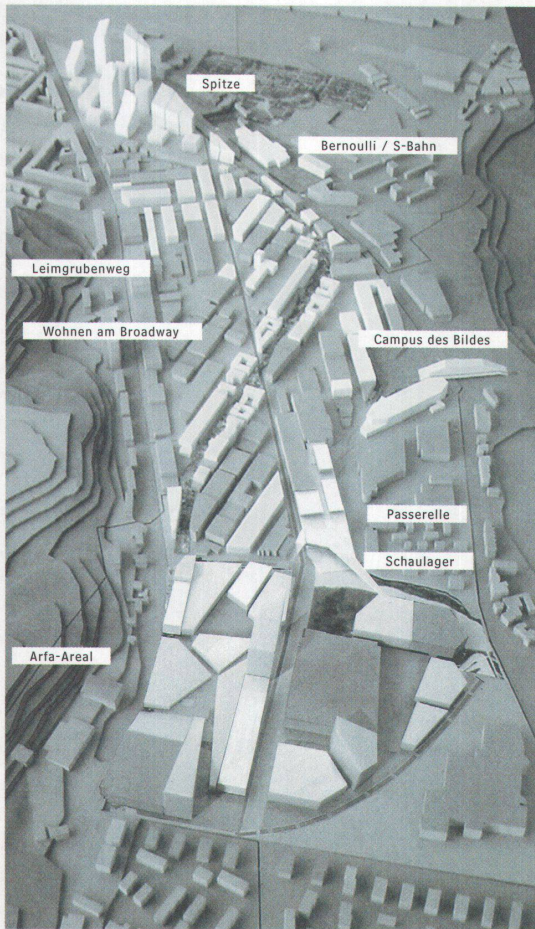 Spitze
Bernoulli / S-Bahn
Leimgrubenweg
Wohnen am Broadway
Campus des Bildes
Passerelle
Schaulager
Arfa-Areal